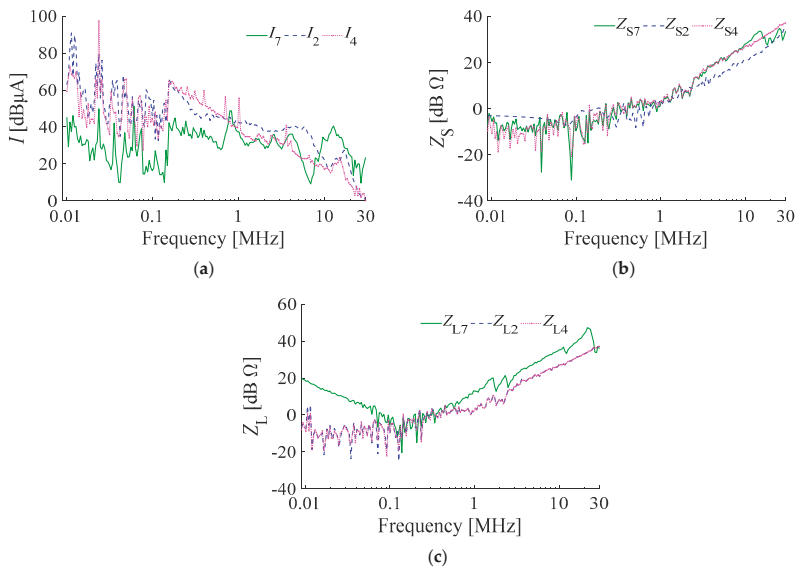 I7 I2 I4
100
80
60
40
20
0
I [dBμA]
0.01 0.1 1 10 30
Frequency [MHz]
(a)
ZS7 ZS2 ZS4
40
20
0
-20
-40
ZS [dB Ω]
0.01 0.1 1 10 30
Frequency [MHz]
(b)
ZL7 ZL2 ZL4
60
40
20
0
-20
-40
ZL [dB Ω]
0.01 0.1 1 10 30
Frequency [MHz]
(c)